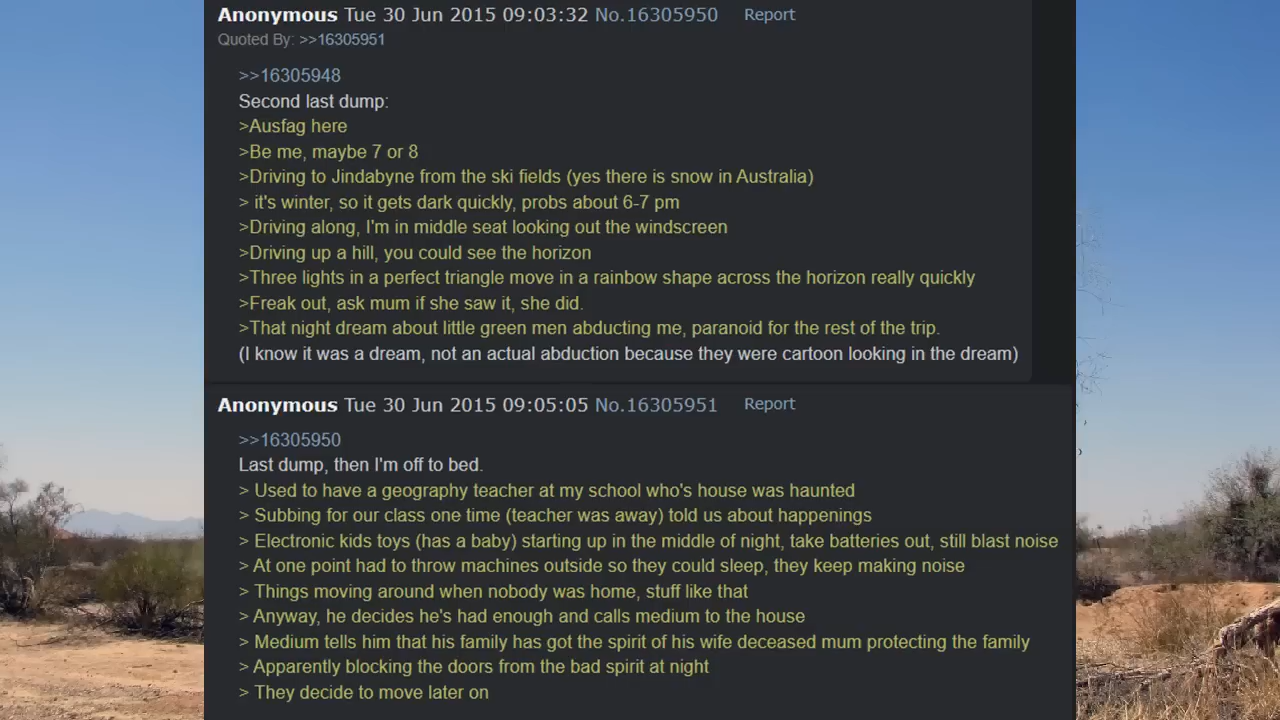 Anonymous Tue 30 Jun 2015 09:03:32 No.16305950 Report
Quoted By: >>16305951
>>16305948
Second last dump:
>Ausfag here
>Be me, maybe 7 or 8
>Driving to Jindabyne from the ski fields (yes there is snow in Australia)
> it's winter, so it gets dark quickly, probs about 6-7 pm
>Driving along, I'm in middle seat looking out the windscreen
>Driving up a hill, you could see the horizon
>Three lights in a perfect triangle move in a rainbow shape across the horizon really quickly
>Freak out, ask mum if she saw it, she did.
>That night dream about little green men abducting me, paranoid for the rest of the trip.
(I know it was a dream, not an actual abduction because they were cartoon looking in the dream)
Anonymous Tue 30 Jun 2015 09:05:05 No.16305951 Report
>>16305950
Last dump, then I'm off to bed.
> Used to have a geography teacher at my school who's house was haunted
> Subbing for our class one time (teacher was away) told us about happenings
> Electronic kids toys (has a baby) starting up in the middle of night, take batteries out, still blast noise
> At one point had to throw machines outside so they could sleep, they keep making noise
> Things moving around when nobody was home, stuff like that
> Anyway, he decides he's had enough and calls medium to the house
> Medium tells him that his family has got the spirit of his wife deceased mum protecting the family
> Apparently blocking the doors from the bad spirit at night
> They decide to move later on